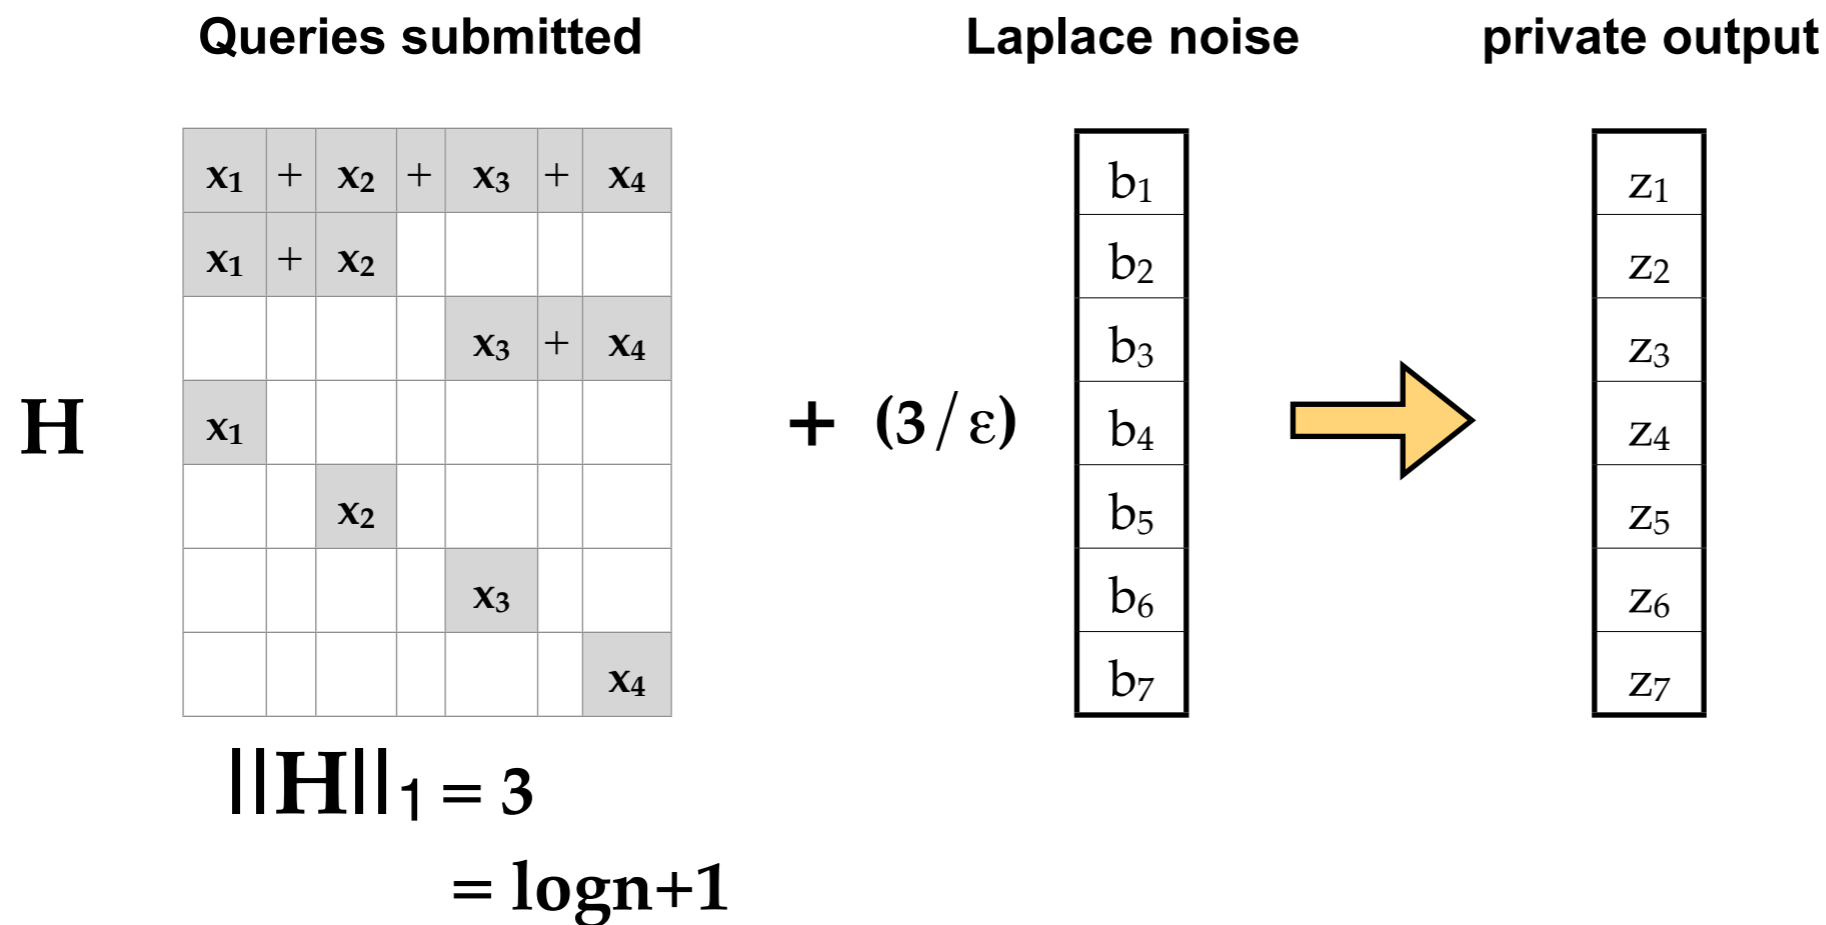 Queries submitted Laplace noise private output
x₁ + x₂ + x₃ + x₄ b₁ z₁
x₁ + x₂ b₂ z₂
x₃ + x₄ b₃ z₃
H x₁ + (3/ε) b₄ z₄
x₂ b₅ z₅
x₃ b₆ z₆
x₄ b₇ z₇
||H||₁ = 3
= logn+1